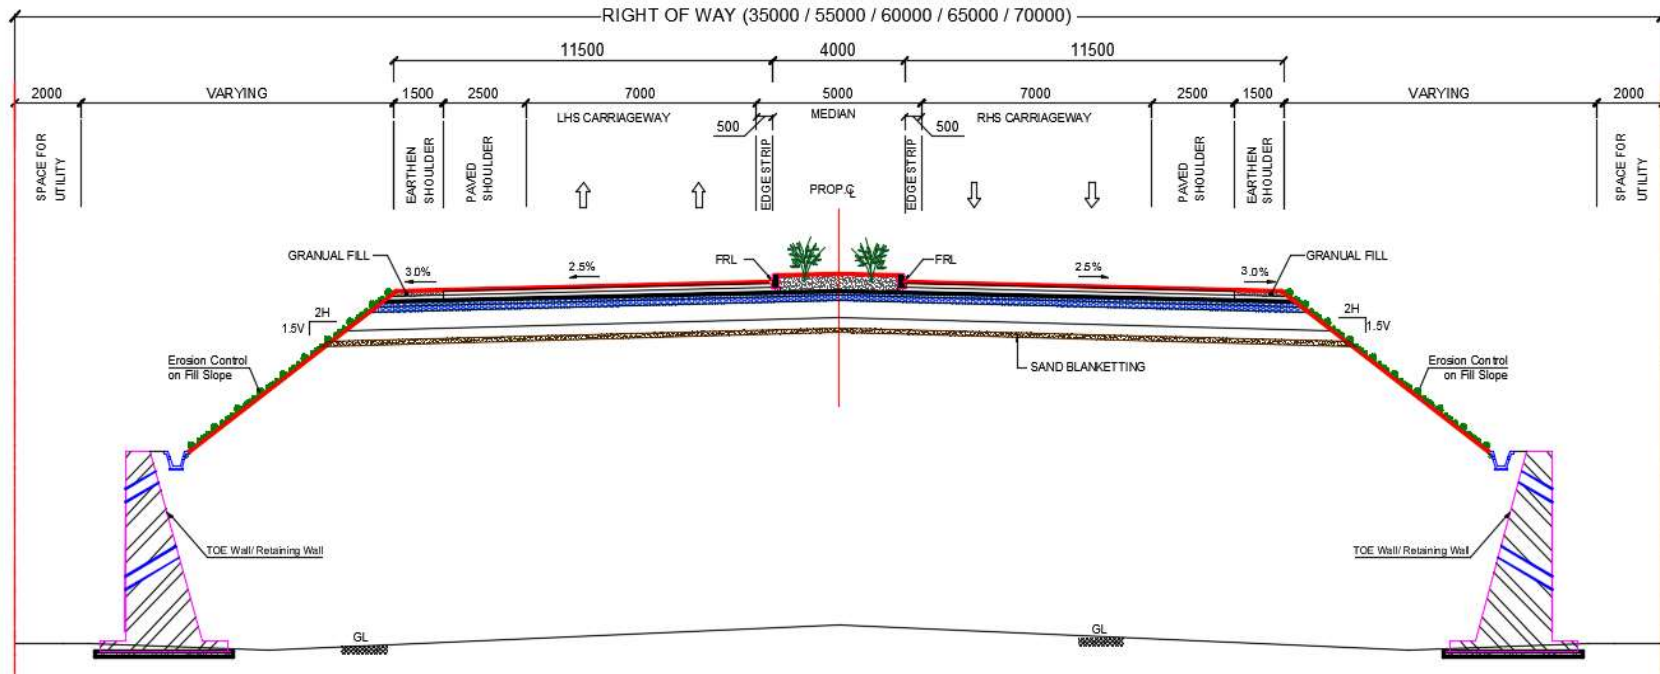 RIGHT OF WAY (35000 / 55000 / 60000 / 65000 / 70000)
11500 4000 11500
2000 VARYING 1500 2500 7000 5000 7000 2500 1500 VARYING 2000
LHS CARRIAGEWAY MEDIAN RHS CARRIAGEWAY
500 500
SPACE FOR
UTILITY
EARTHEN
SHOULDER
PAVED
SHOULDER
EDGE STRIP
PROP.℄
EDGE STRIP
PAVED
SHOULDER
EARTHEN
SHOULDER
SPACE FOR
UTILITY
GRANUAL FILL FRL FRL GRANUAL FILL
3.0% 2.5% 2.5% 3.0%
2H 2H
1.5V 1.5V
Erosion Control
on Fill Slope
SAND BLANKETTING
Erosion Control
on Fill Slope
TOE Wall/ Retaining Wall TOE Wall/ Retaining Wall
GL GL